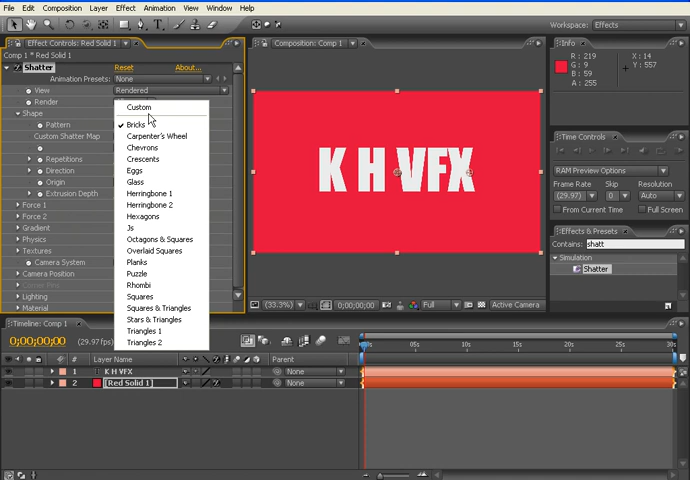 File Edit Composition Layer Effect Animation View Window Help
Workspace: Effects
Effect Controls: Red Solid 1
Composition: Comp 1
Info
Comp 1 * Red Solid 1
Shatter Reset About...
Animation Presets: None
View Rendered
Render
Shape
Pattern
Custom Shatter Map
Repetitions
Direction
Origin
Extrusion Depth
Force 1
Force 2
Gradient
Physics
Textures
Camera System
Camera Position
Corner Pins
Lighting
Material
Custom
Bricks
Carpenter's Wheel
Chevrons
Crescents
Eggs
Glass
Herringbone 1
Herringbone 2
Hexagons
Js
Octagons & Squares
Overlaid Squares
Planks
Puzzle
Rhombi
Squares
Squares & Triangles
Stars & Triangles
Triangles 1
Triangles 2
K H VFX
(33.3%) 0;00;00;00 Full Active Camera
R : 219
G : 9
B : 59
A : 255
X : 14
Y : 557
Time Controls
RAM Preview Options
Frame Rate Skip Resolution
(29.97) 0 Auto
From Current Time Full Screen
Effects & Presets
Contains: shatt
Simulation
Shatter
Timeline: Comp 1
0;00;00;00 (29.97
# Layer Name Parent
1 T K H VFX None
2 [Red Solid 1] None
05s 10s 15s 20s 25s 30s